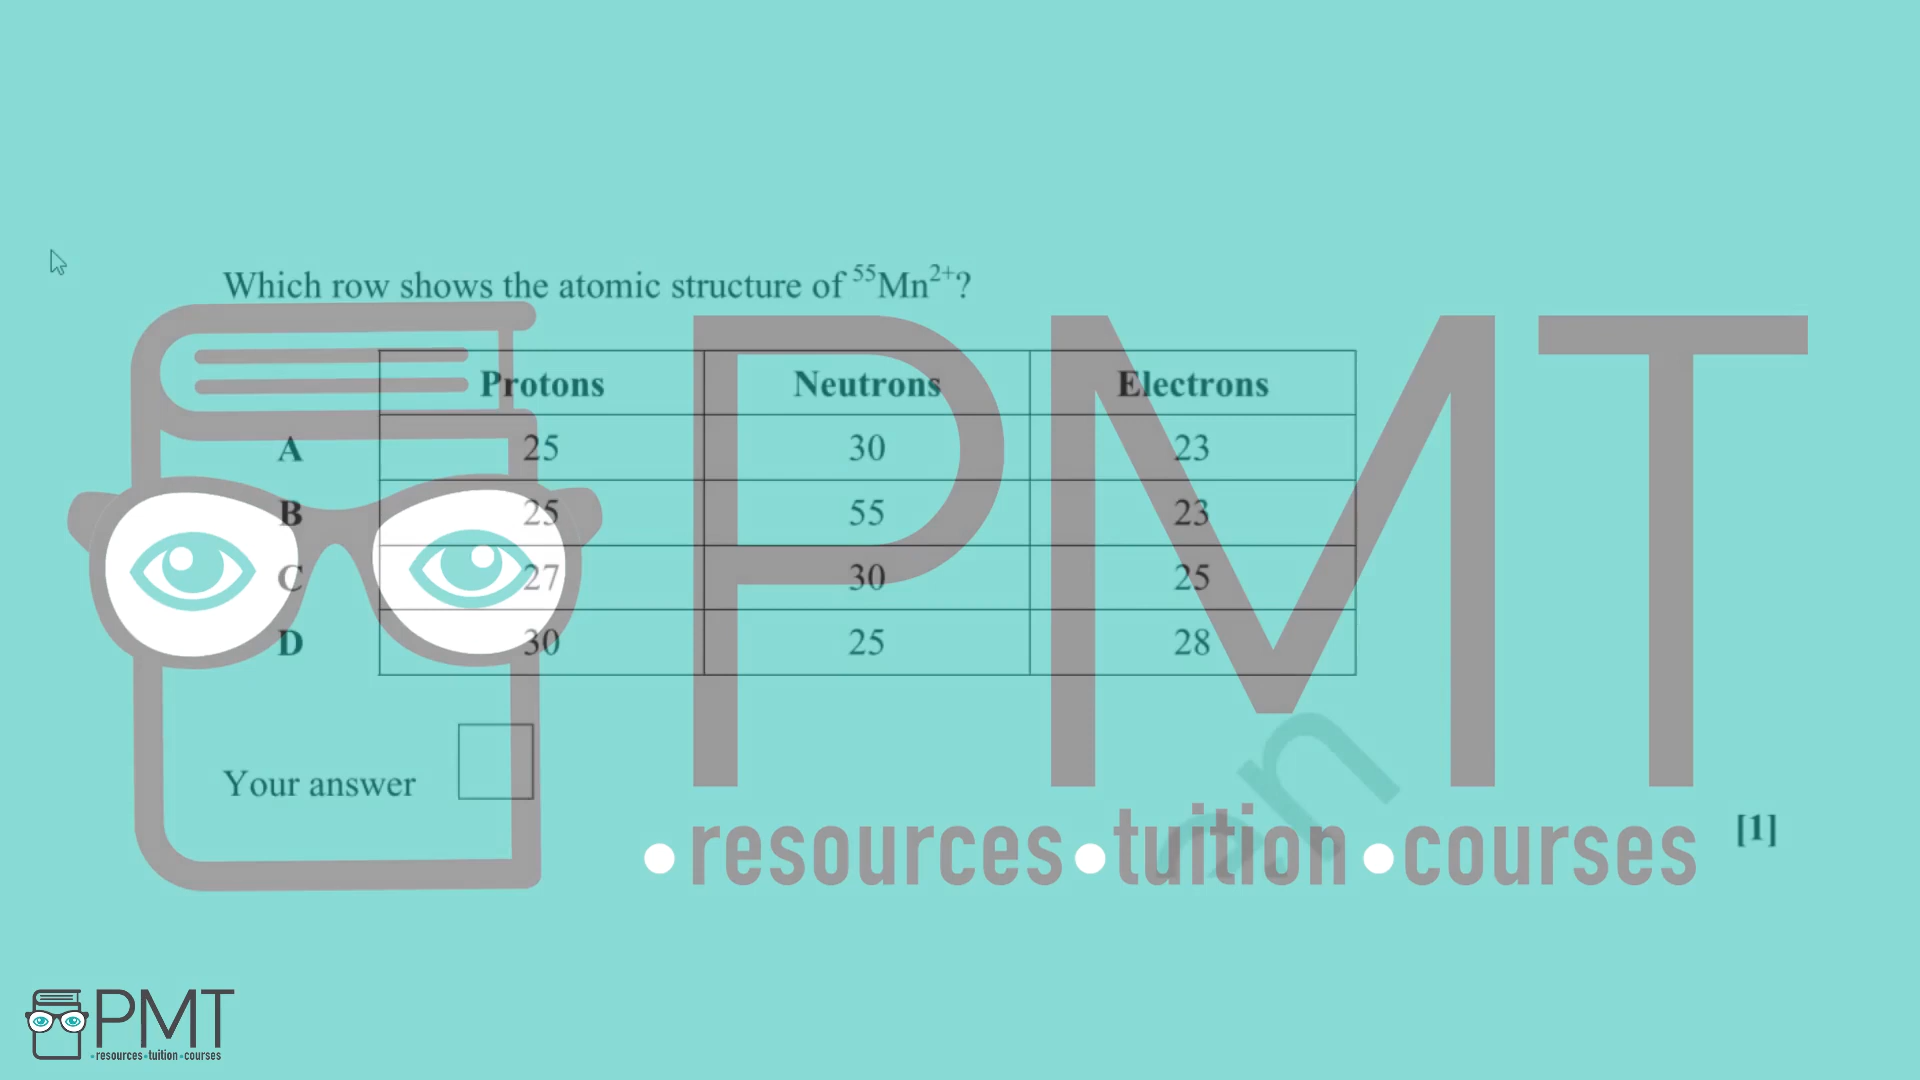 Which row shows the atomic structure of ⁵⁵Mn²⁺?
Protons Neutrons Electrons
A 25 30 23
B 25 55 23
C 27 30 25
D 30 25 28
Your answer
[1]
PMT
•resources•tuition•courses
en
PMT
•resources•tuition•courses